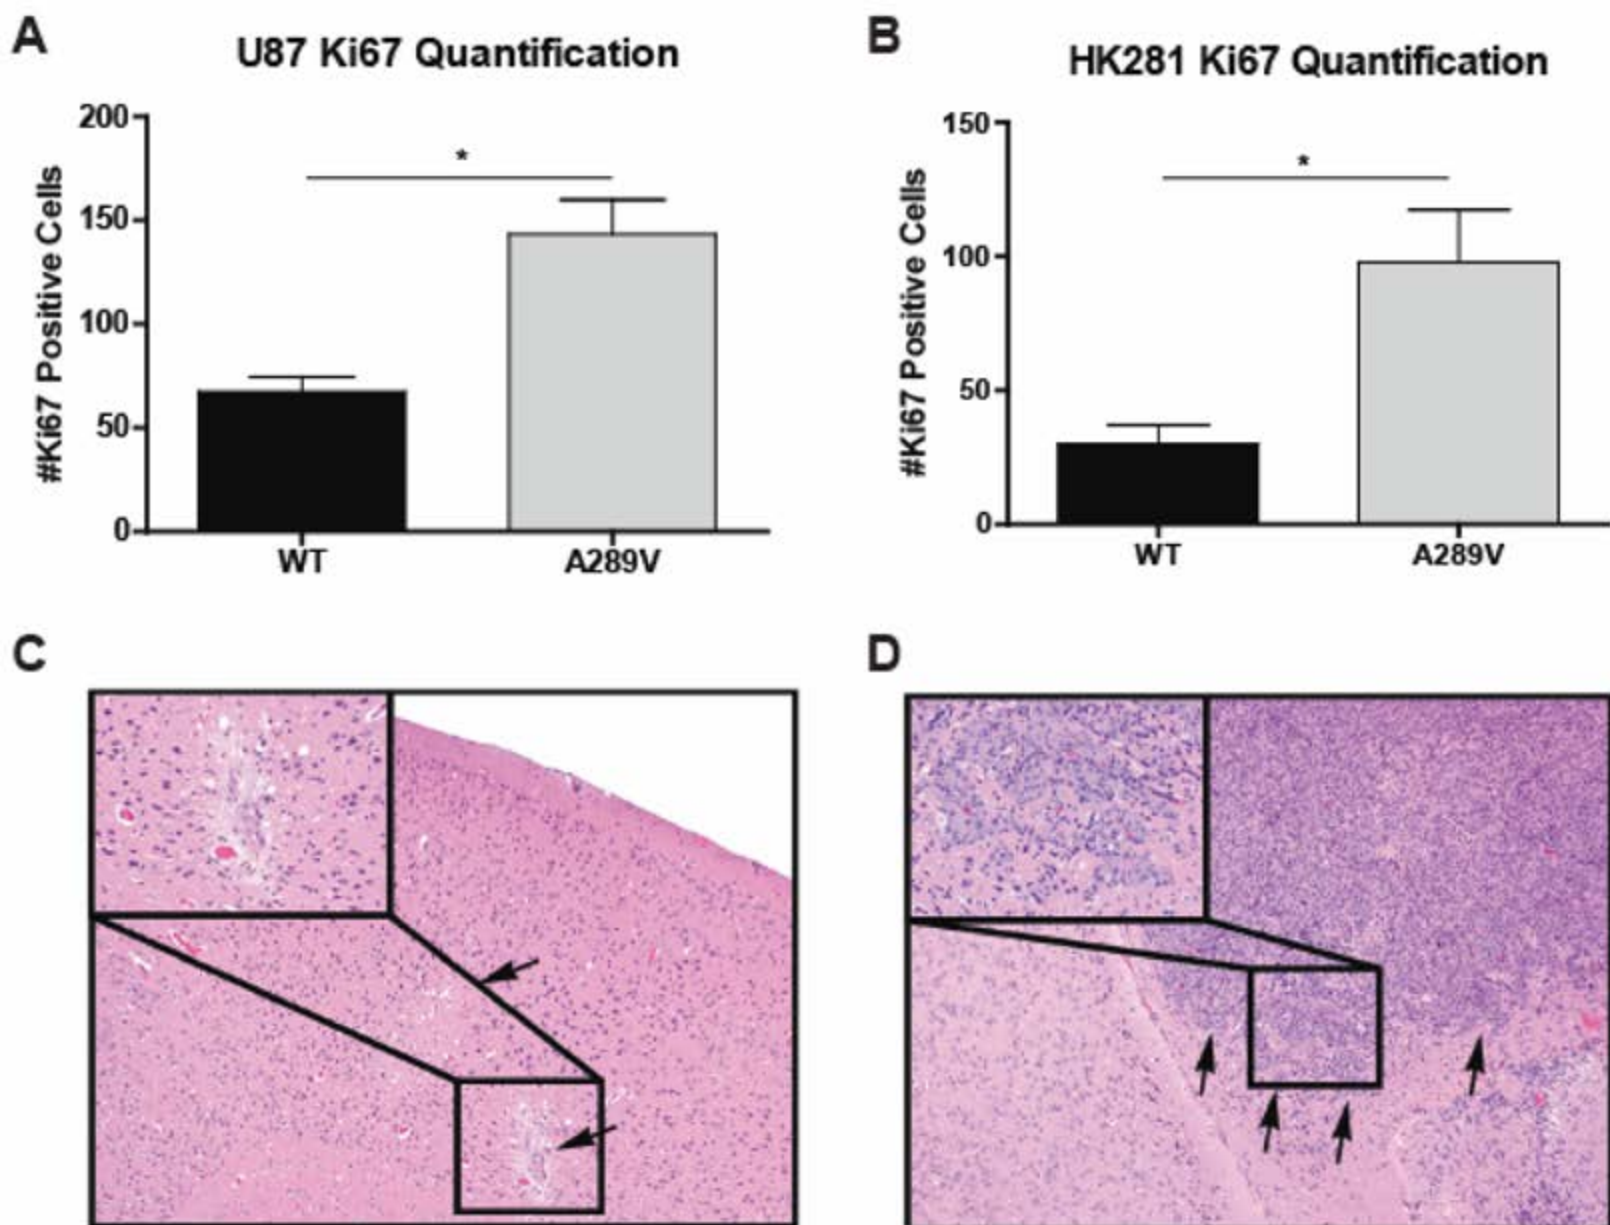 A
U87 Ki67 Quantification
#Ki67 Positive Cells
200
150
100
50
0
*
WT
A289V
B
HK281 Ki67 Quantification
#Ki67 Positive Cells
150
100
50
0
*
WT
A289V
C
D